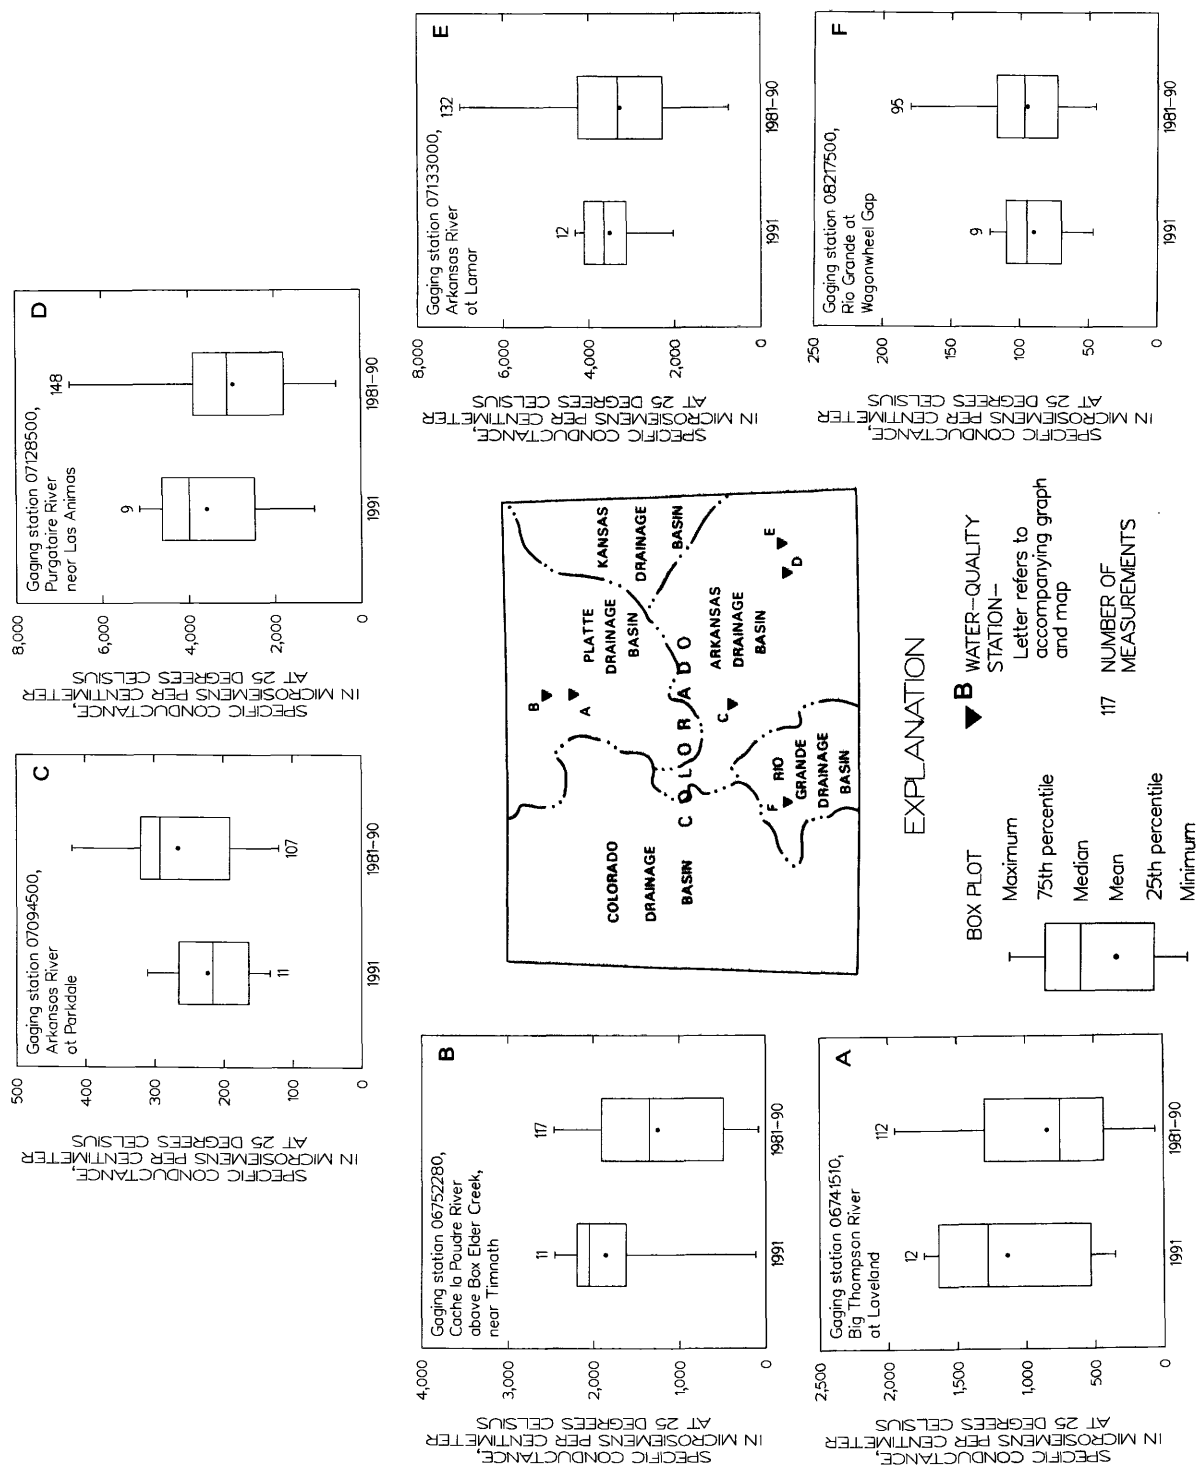 SPECIFIC CONDUCTANCE,
IN MICROSIEMENS PER CENTIMETER
AT 25 DEGREES CELSIUS
500
400
300
200
100
0
Gaging station 07094500,
Arkansas River
at Parkdale
C
11
107
1991
1981-90
SPECIFIC CONDUCTANCE,
IN MICROSIEMENS PER CENTIMETER
AT 25 DEGREES CELSIUS
8,000
6,000
4,000
2,000
0
Gaging station 07128500,
Purgataire River
near Las Animas
D
9
148
1991
1981-90
SPECIFIC CONDUCTANCE,
IN MICROSIEMENS PER CENTIMETER
AT 25 DEGREES CELSIUS
4,000
3,000
2,000
1,000
0
Gaging station 06752280,
Cache la Poudre River
above Box Elder Creek,
near Timnath
B
11
117
1991
1981-90
COLORADO
DRAINAGE
BASIN
B
A
PLATTE
DRAINAGE
BASIN
KANSAS
DRAINAGE
BASIN
COLORADO
C
ARKANSAS
DRAINAGE
BASIN
E
D
F
RIO
GRANDE
DRAINAGE
BASIN
SPECIFIC CONDUCTANCE,
IN MICROSIEMENS PER CENTIMETER
AT 25 DEGREES CELSIUS
8,000
6,000
4,000
2,000
0
Gaging station 07133000,
Arkansas River
at Lamar
E
12
132
1991
1981-90
SPECIFIC CONDUCTANCE,
IN MICROSIEMENS PER CENTIMETER
AT 25 DEGREES CELSIUS
2,500
2,000
1,500
1,000
500
0
Gaging station 06741510,
Big Thompson River
at Loveland
A
12
112
1991
1981-90
EXPLANATION
BOX PLOT
Maximum
75th percentile
Median
Mean
25th percentile
Minimum
B WATER-QUALITY
STATION-
Letter refers to
accompanying graph
and map
117 NUMBER OF
MEASUREMENTS
SPECIFIC CONDUCTANCE,
IN MICROSIEMENS PER CENTIMETER
AT 25 DEGREES CELSIUS
250
200
150
100
50
0
Gaging station 08217500,
Rio Grande at
Wagonwheel Gap
F
9
95
1991
1981-90